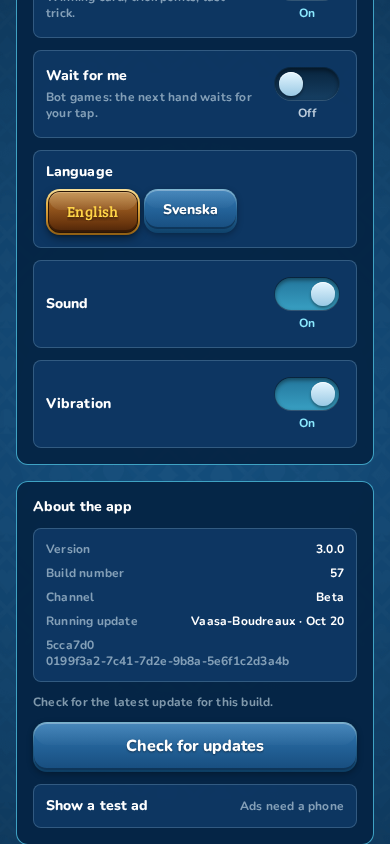 trick.
On
Wait for me
Bot games: the next hand waits for
your tap.
Off
Language
English
Svenska
Sound
On
Vibration
On
About the app
Version
3.0.0
Build number
57
Channel
Beta
Running update
Vaasa-Boudreaux · Oct 20
5cca7d0
0199f3a2-7c41-7d2e-9b8a-5e6f1c2d3a4b
Check for the latest update for this build.
Check for updates
Show a test ad
Ads need a phone